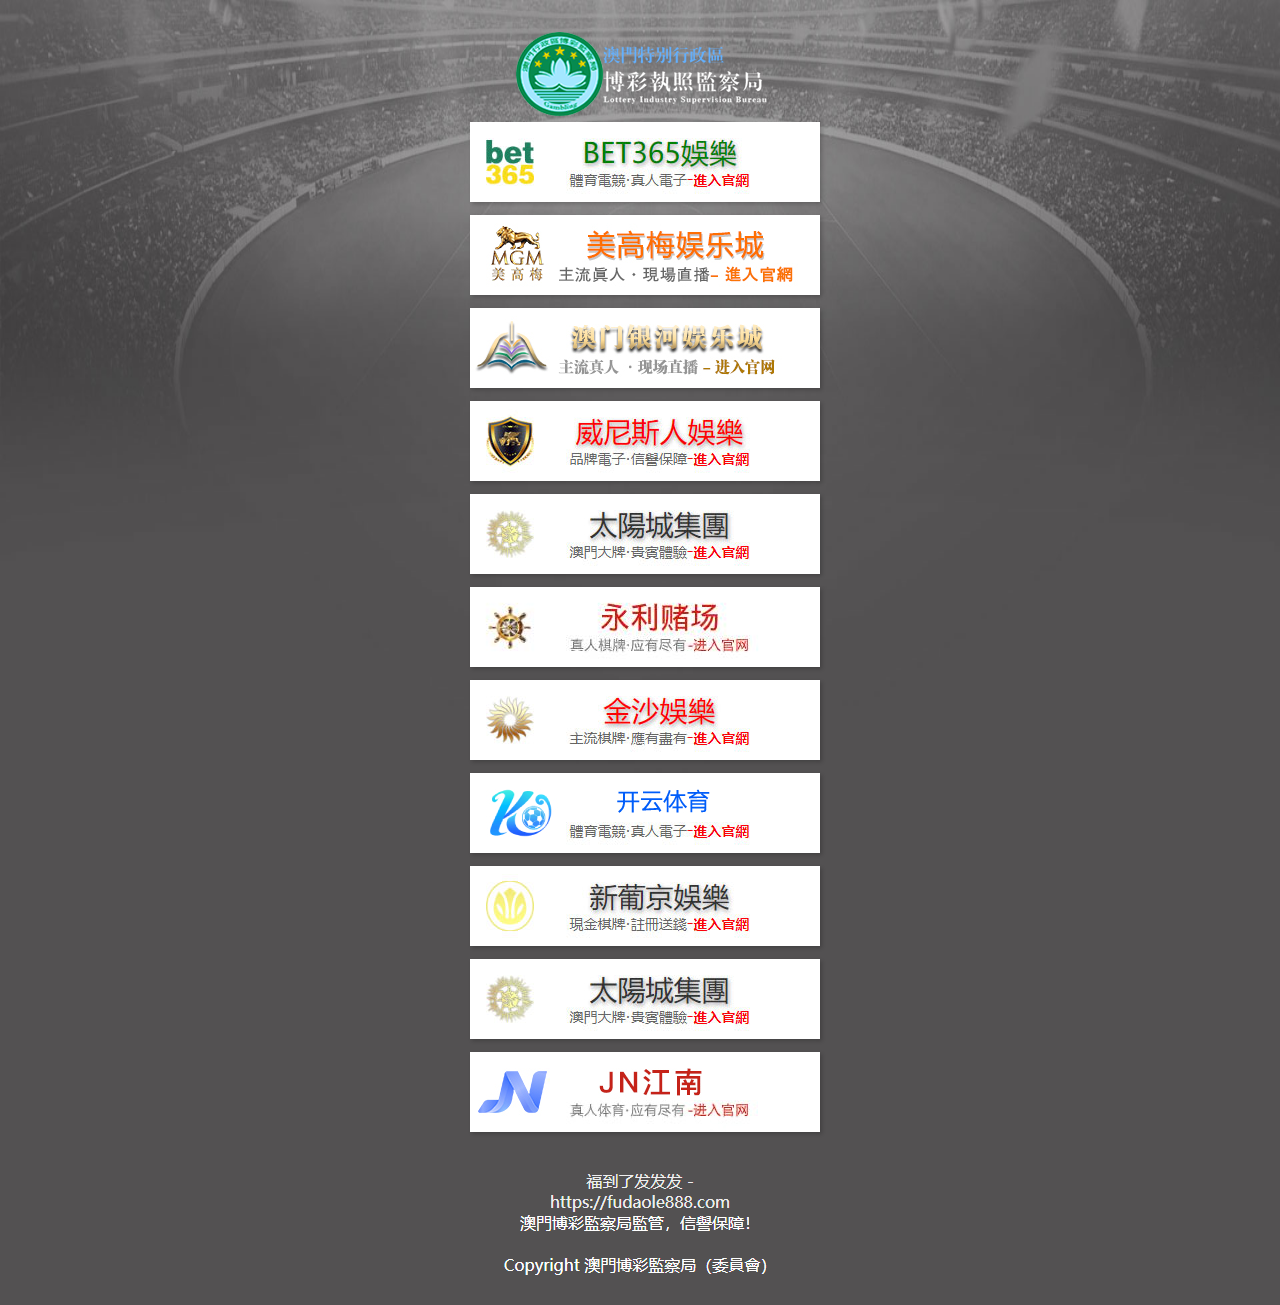 澳門特別行政區
博彩執照監察局
Lottery Industry Supervision Bureau
bet
365
BET365娛樂
體育電競·真人電子-進入官網
MGM
美高梅
美高梅娱乐城
主流真人·現場直播– 進入官網
澳门银河娱乐城
主流真人 ·现场直播 – 进入官网
威尼斯人娛樂
品牌電子·信譽保障-進入官網
太陽城集團
澳門大牌·貴賓體驗-進入官網
永利赌场
真人棋牌·应有尽有-进入官网
金沙娛樂
主流棋牌·應有盡有-進入官網
开云体育
體育電競·真人電子-進入官網
新葡京娛樂
現金棋牌·註冊送錢-進入官網
太陽城集團
澳門大牌·貴賓體驗-進入官網
JN江南
真人体育·应有尽有-进入官网
福到了发发发 -
https://fudaole888.com
澳門博彩監察局監管，信譽保障！
Copyright 澳門博彩監察局（委員會）